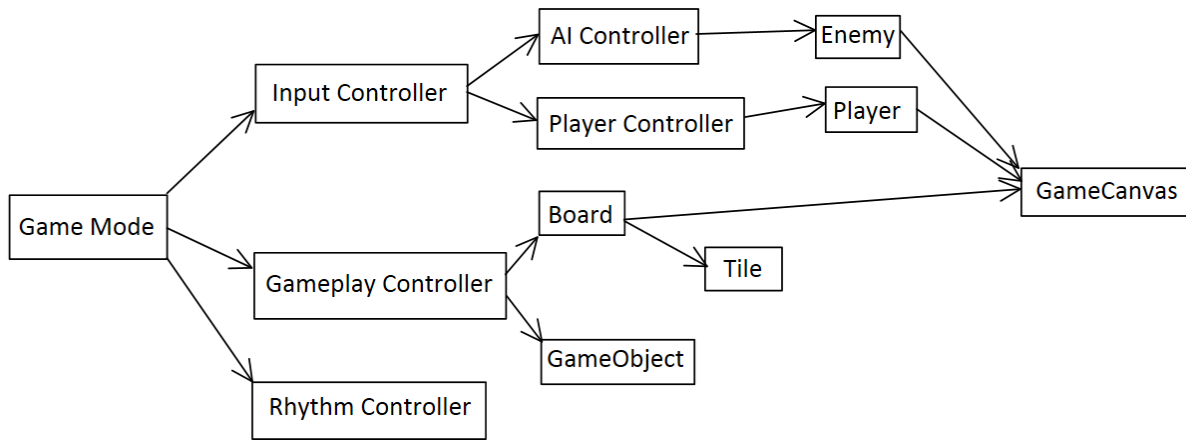 AI Controller
Enemy
Input Controller
Player Controller
Player
GameCanvas
Game Mode
Board
Gameplay Controller
Tile
GameObject
Rhythm Controller